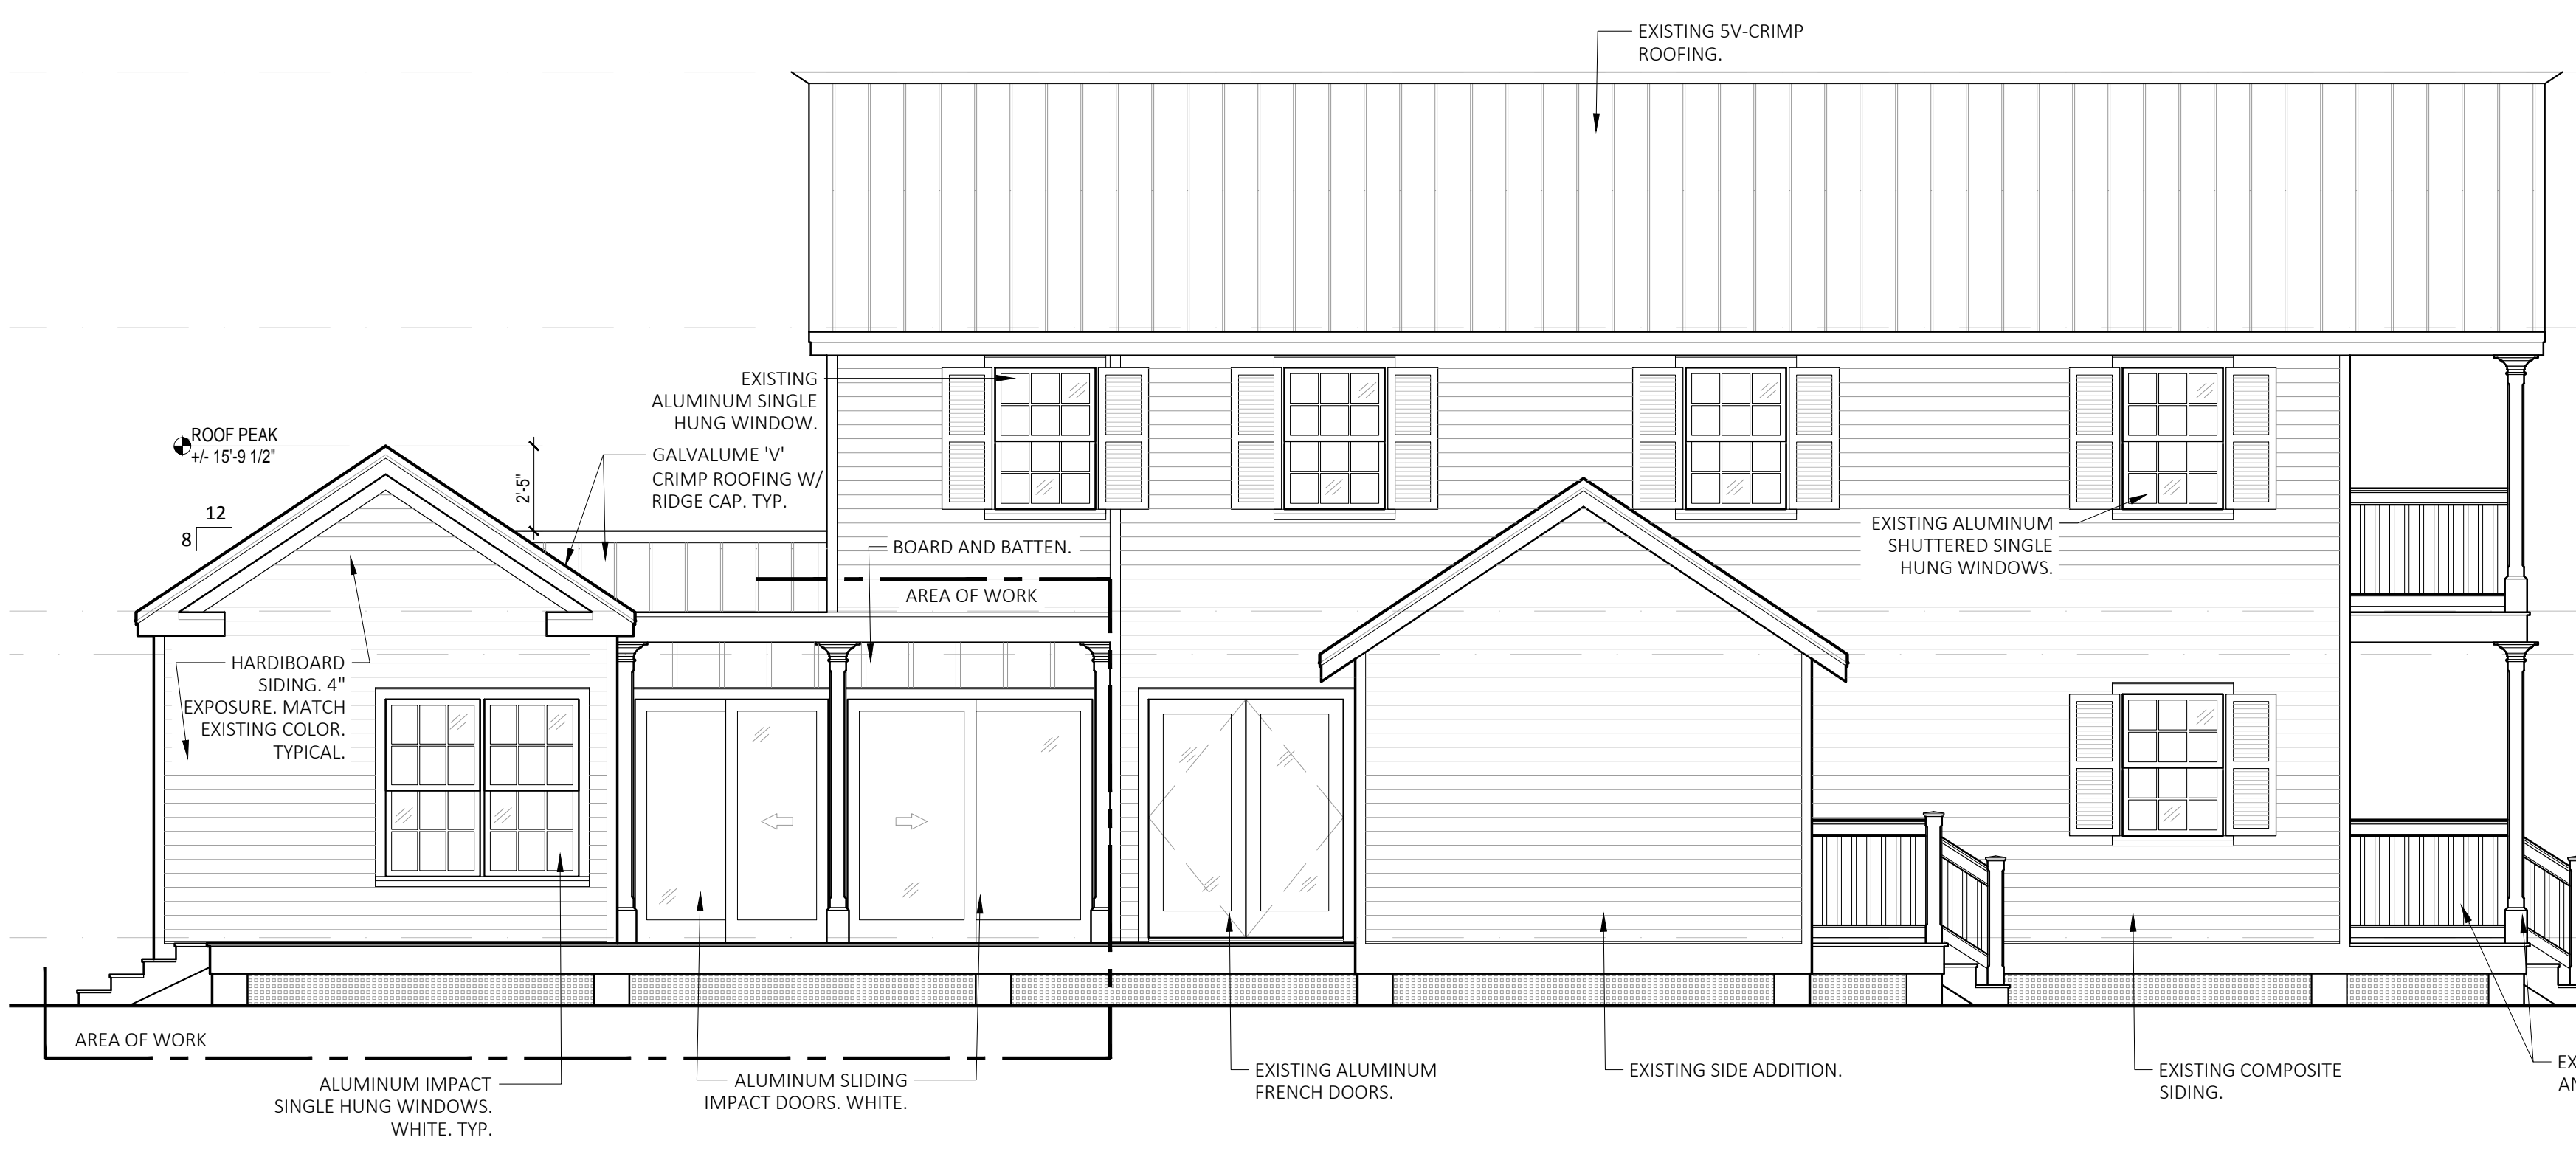 EXISTING 5V-CRIMP
ROOFING.
EXISTING
ALUMINUM SINGLE
HUNG WINDOW.
ROOF PEAK
+/- 15'-9 1/2"
2'-5"
GALVALUME 'V'
CRIMP ROOFING W/
RIDGE CAP. TYP.
12
8
BOARD AND BATTEN.
AREA OF WORK
EXISTING ALUMINUM
SHUTTERED SINGLE
HUNG WINDOWS.
HARDIBOARD
SIDING. 4"
EXPOSURE. MATCH
EXISTING COLOR.
TYPICAL.
AREA OF WORK
ALUMINUM IMPACT
SINGLE HUNG WINDOWS.
WHITE. TYP.
ALUMINUM SLIDING
IMPACT DOORS. WHITE.
EXISTING ALUMINUM
FRENCH DOORS.
EXISTING SIDE ADDITION.
EXISTING COMPOSITE
SIDING.